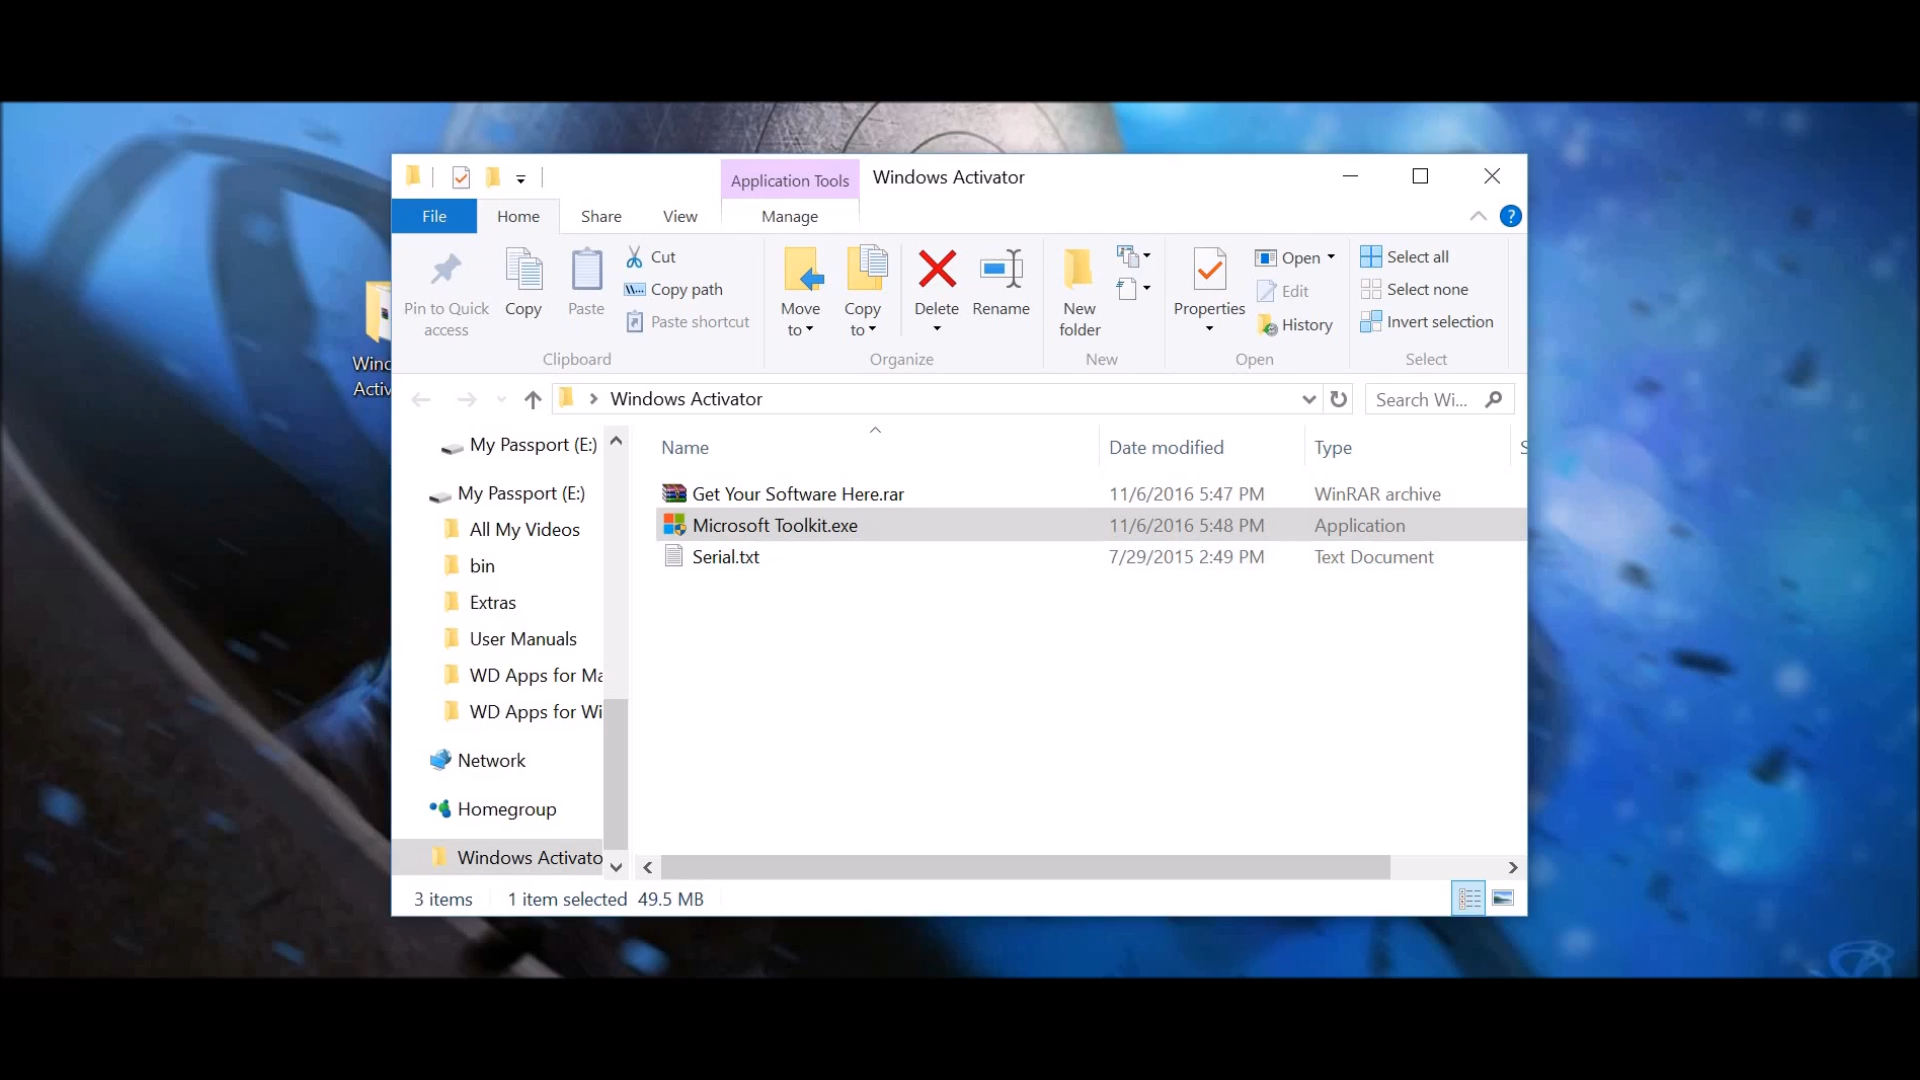 Application Tools
Windows Activator
File
Home
Share
View
Manage
?
Pin to Quick
access
Copy
Paste
Cut
Copy path
Paste shortcut
Clipboard
Move
to
Copy
to
Delete
Rename
Organize
New
folder
New
Properties
Open
Edit
History
Open
Select all
Select none
Invert selection
Select
Wind
Activ
Windows Activator
Search Wi...
My Passport (E:)
My Passport (E:)
All My Videos
bin
Extras
User Manuals
WD Apps for Ma
WD Apps for Wi
Network
Homegroup
Windows Activato
Name
Date modified
Type
S
Get Your Software Here.rar
11/6/2016 5:47 PM
WinRAR archive
Microsoft Toolkit.exe
11/6/2016 5:48 PM
Application
Serial.txt
7/29/2015 2:49 PM
Text Document
3 items
1 item selected 49.5 MB